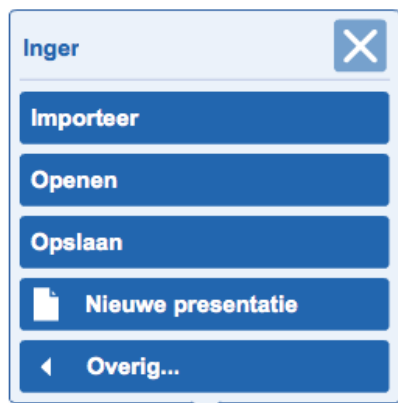 Inger
Importeer
Openen
Opslaan
Nieuwe presentatie
Overig...